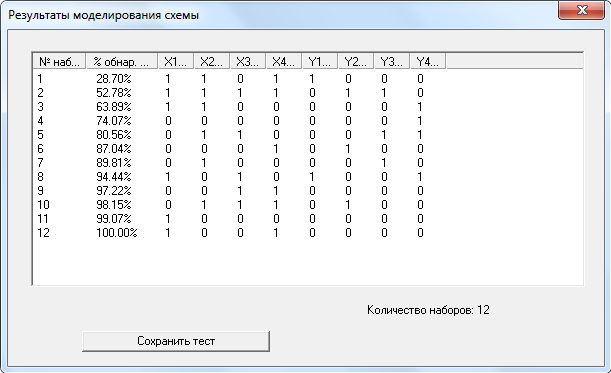 Результаты моделирования схемы
№ наб... % обнар. ... X1... X2... X3... X4... Y1... Y2... Y3... Y4...
1 28.70% 1 1 0 1 1 0 0 0
2 52.78% 1 1 1 1 0 1 1 0
3 63.89% 1 1 0 0 0 0 0 1
4 74.07% 0 0 0 0 0 0 0 1
5 80.56% 0 1 1 0 0 0 1 1
6 87.04% 0 0 0 1 0 1 0 0
7 89.81% 0 1 0 0 0 0 1 0
8 94.44% 1 0 1 0 1 0 0 1
9 97.22% 0 0 1 1 0 0 0 0
10 98.15% 0 1 1 1 0 1 0 0
11 99.07% 1 0 0 0 0 0 0 0
12 100.00% 1 0 0 1 0 0 0 0
Количество наборов: 12
Сохранить тест